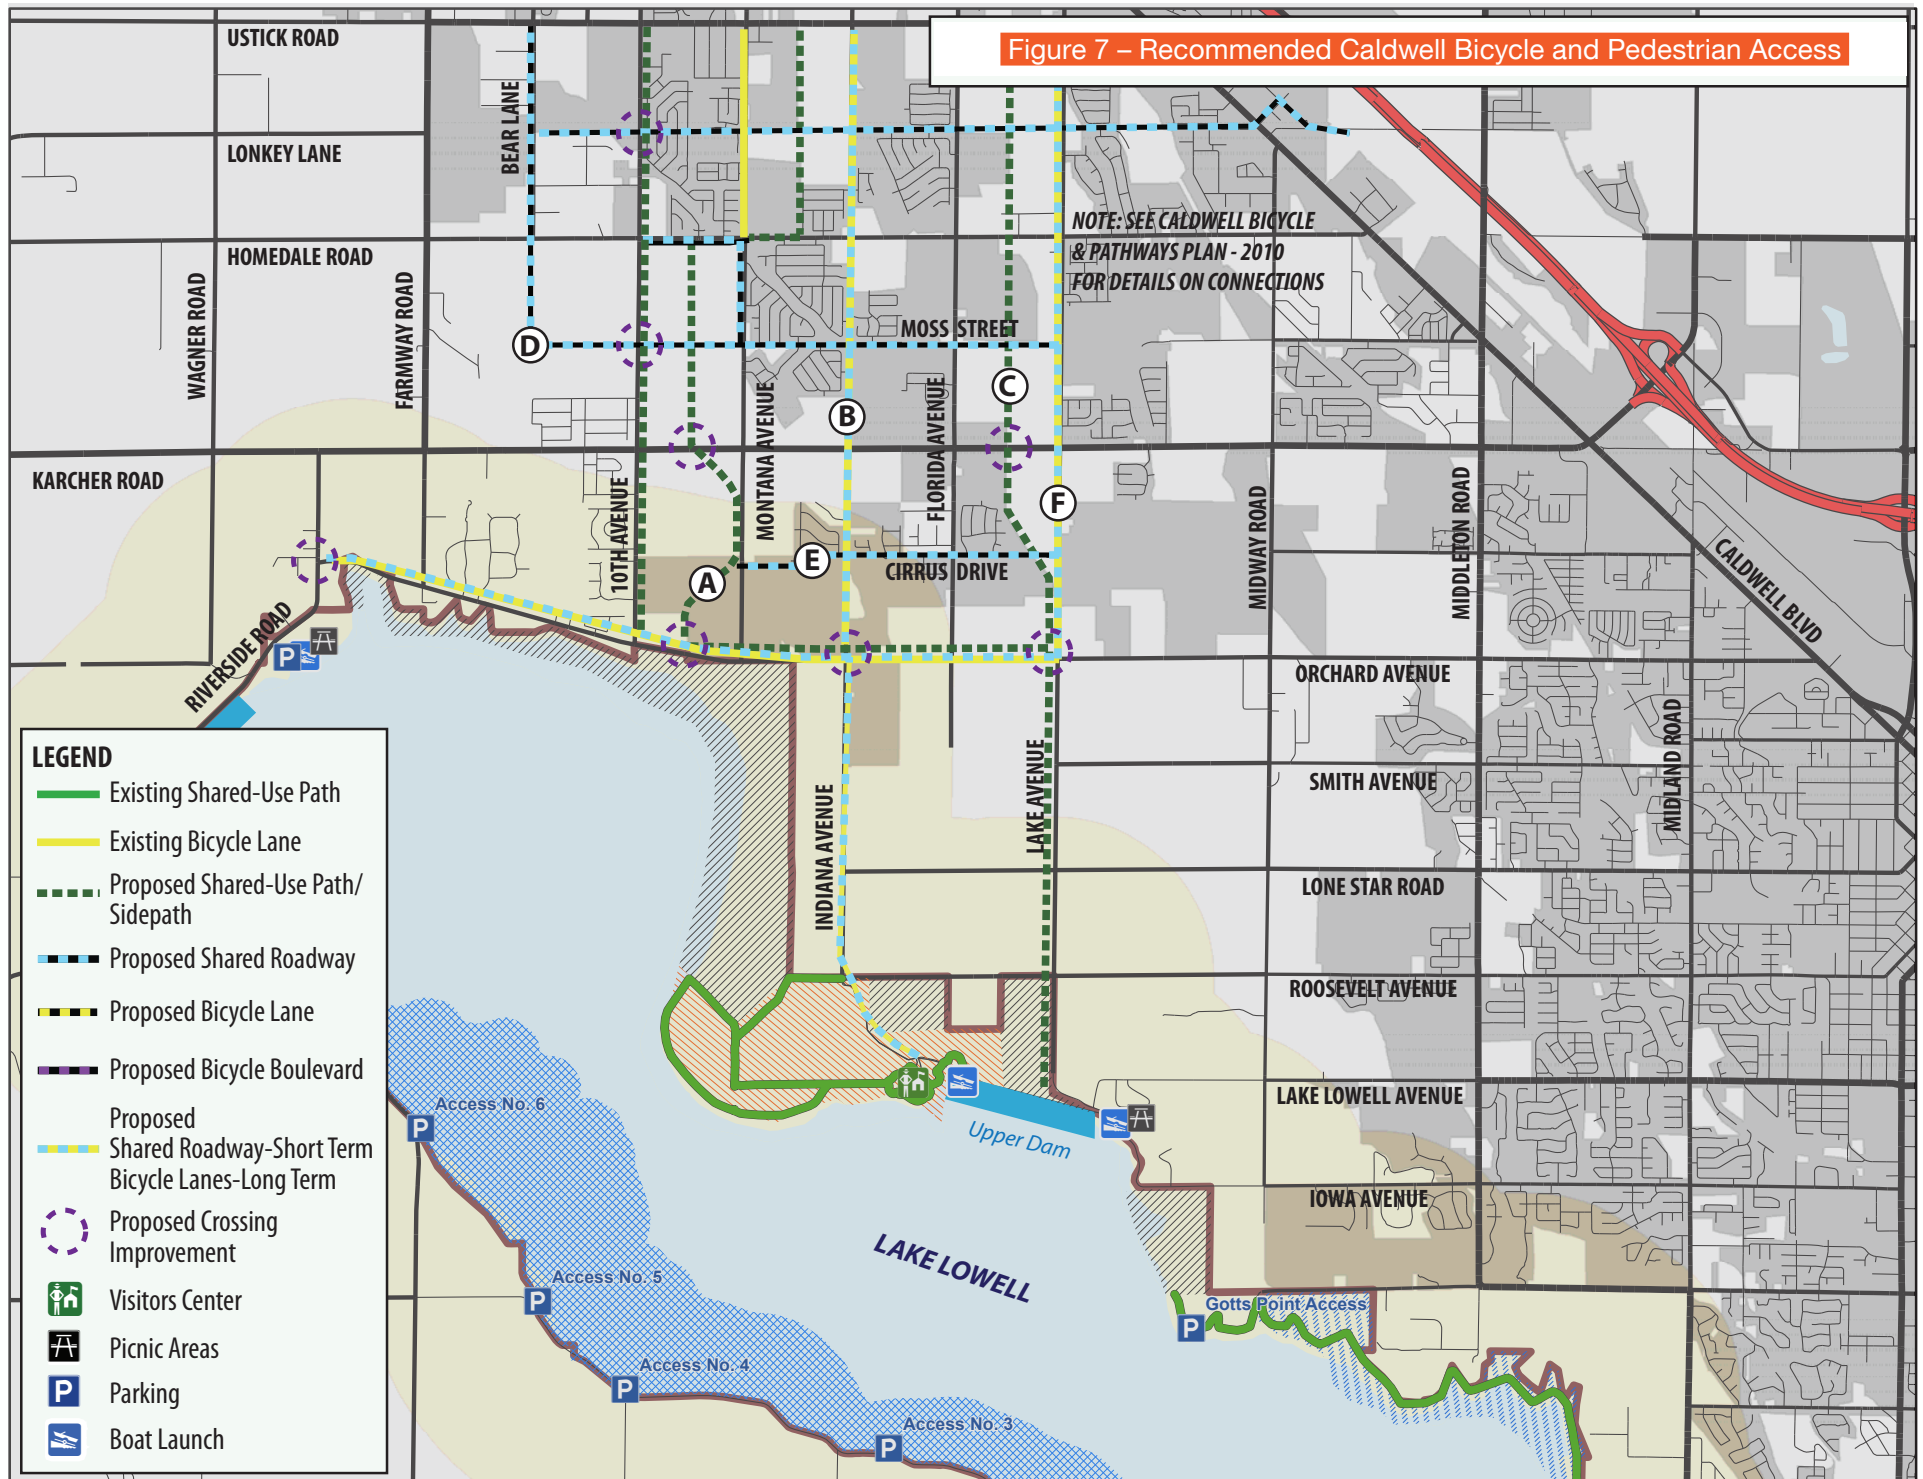 Figure 7 – Recommended Caldwell Bicycle and Pedestrian Access
USTICK ROAD
BEAR LANE
LONKEY LANE
NOTE: SEE CALDWELL BICYCLE
& PATHWAYS PLAN - 2010
FOR DETAILS ON CONNECTIONS
HOMEDALE ROAD
WAGNER ROAD
FARMWAY ROAD
MOSS STREET
D
C
B
MONTANA AVENUE
FLORIDA AVENUE
KARCHER ROAD
10TH AVENUE
F
MIDWAY ROAD
MIDDLETON ROAD
CALDWELL BLVD
E
CIRRUS DRIVE
A
RIVERSIDE ROAD
P
ORCHARD AVENUE
MIDLAND ROAD
SMITH AVENUE
INDIANA AVENUE
LAKE AVENUE
LONE STAR ROAD
ROOSEVELT AVENUE
LAKE LOWELL AVENUE
Upper Dam
IOWA AVENUE
LAKE LOWELL
Access No. 6
P
Access No. 5
P
Access No. 4
P
Access No. 3
P
Gotts Point Access
P
LEGEND
Existing Shared-Use Path
Existing Bicycle Lane
Proposed Shared-Use Path/
Sidepath
Proposed Shared Roadway
Proposed Bicycle Lane
Proposed Bicycle Boulevard
Proposed
Shared Roadway-Short Term
Bicycle Lanes-Long Term
Proposed Crossing
Improvement
Visitors Center
Picnic Areas
P Parking
Boat Launch